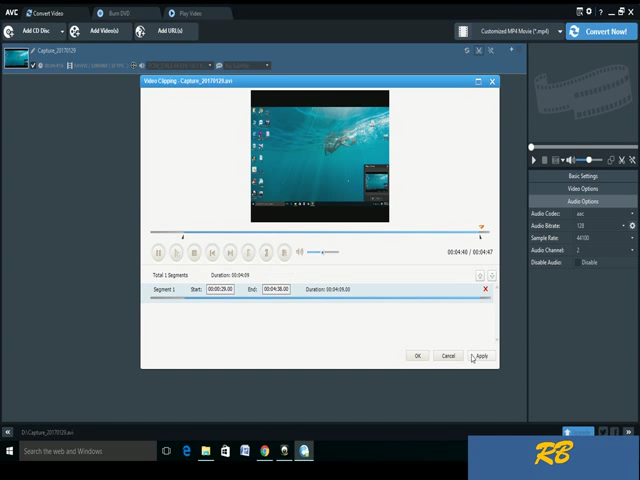 AVC
Convert Video
Burn DVD
Play Video
Add CD Disc
Add Video(s)
Add URL(s)
Customized MP4 Movie (*.mp4)
Convert Now!
Capture_20170129
Video Clipping - Capture_20170129.avi
Basic Settings
Video Options
Audio Options
Audio Codec: aac
Audio Bitrate: 128
Sample Rate: 44100
Audio Channel: 2
Disable Audio: Disable
00:04:40 / 00:04:47
Total 1 Segments Duration: 00:04:09
Segment 1 Start: 00:00:29.00 End: 00:04:38.00 Duration: 00:04:09.00
OK
Cancel
Apply
D:\Capture_20170129.avi
Search the web and Windows
RB